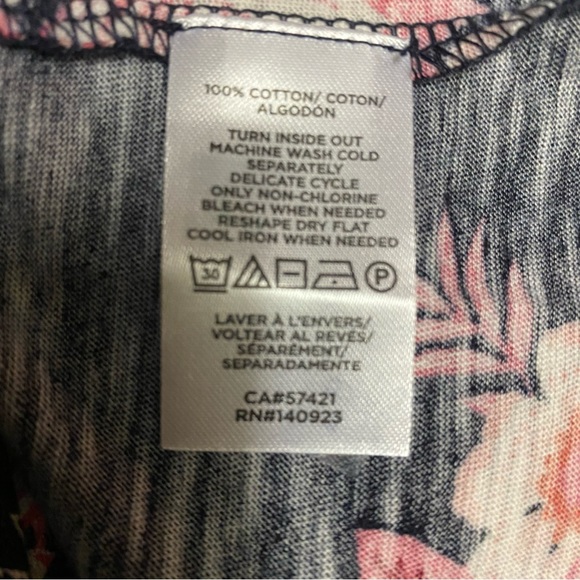 100% COTTON/ COTON/
ALGODÓN
TURN INSIDE OUT
MACHINE WASH COLD
SEPARATELY
DELICATE CYCLE
ONLY NON-CHLORINE
BLEACH WHEN NEEDED
RESHAPE DRY FLAT
COOL IRON WHEN NEEDED
30 P
LAVER À L'ENVERS/
VOLTEAR AL REVÉS/
SÉPARÉMENT/
SEPARADAMENTE
CA#57421
RN#140923